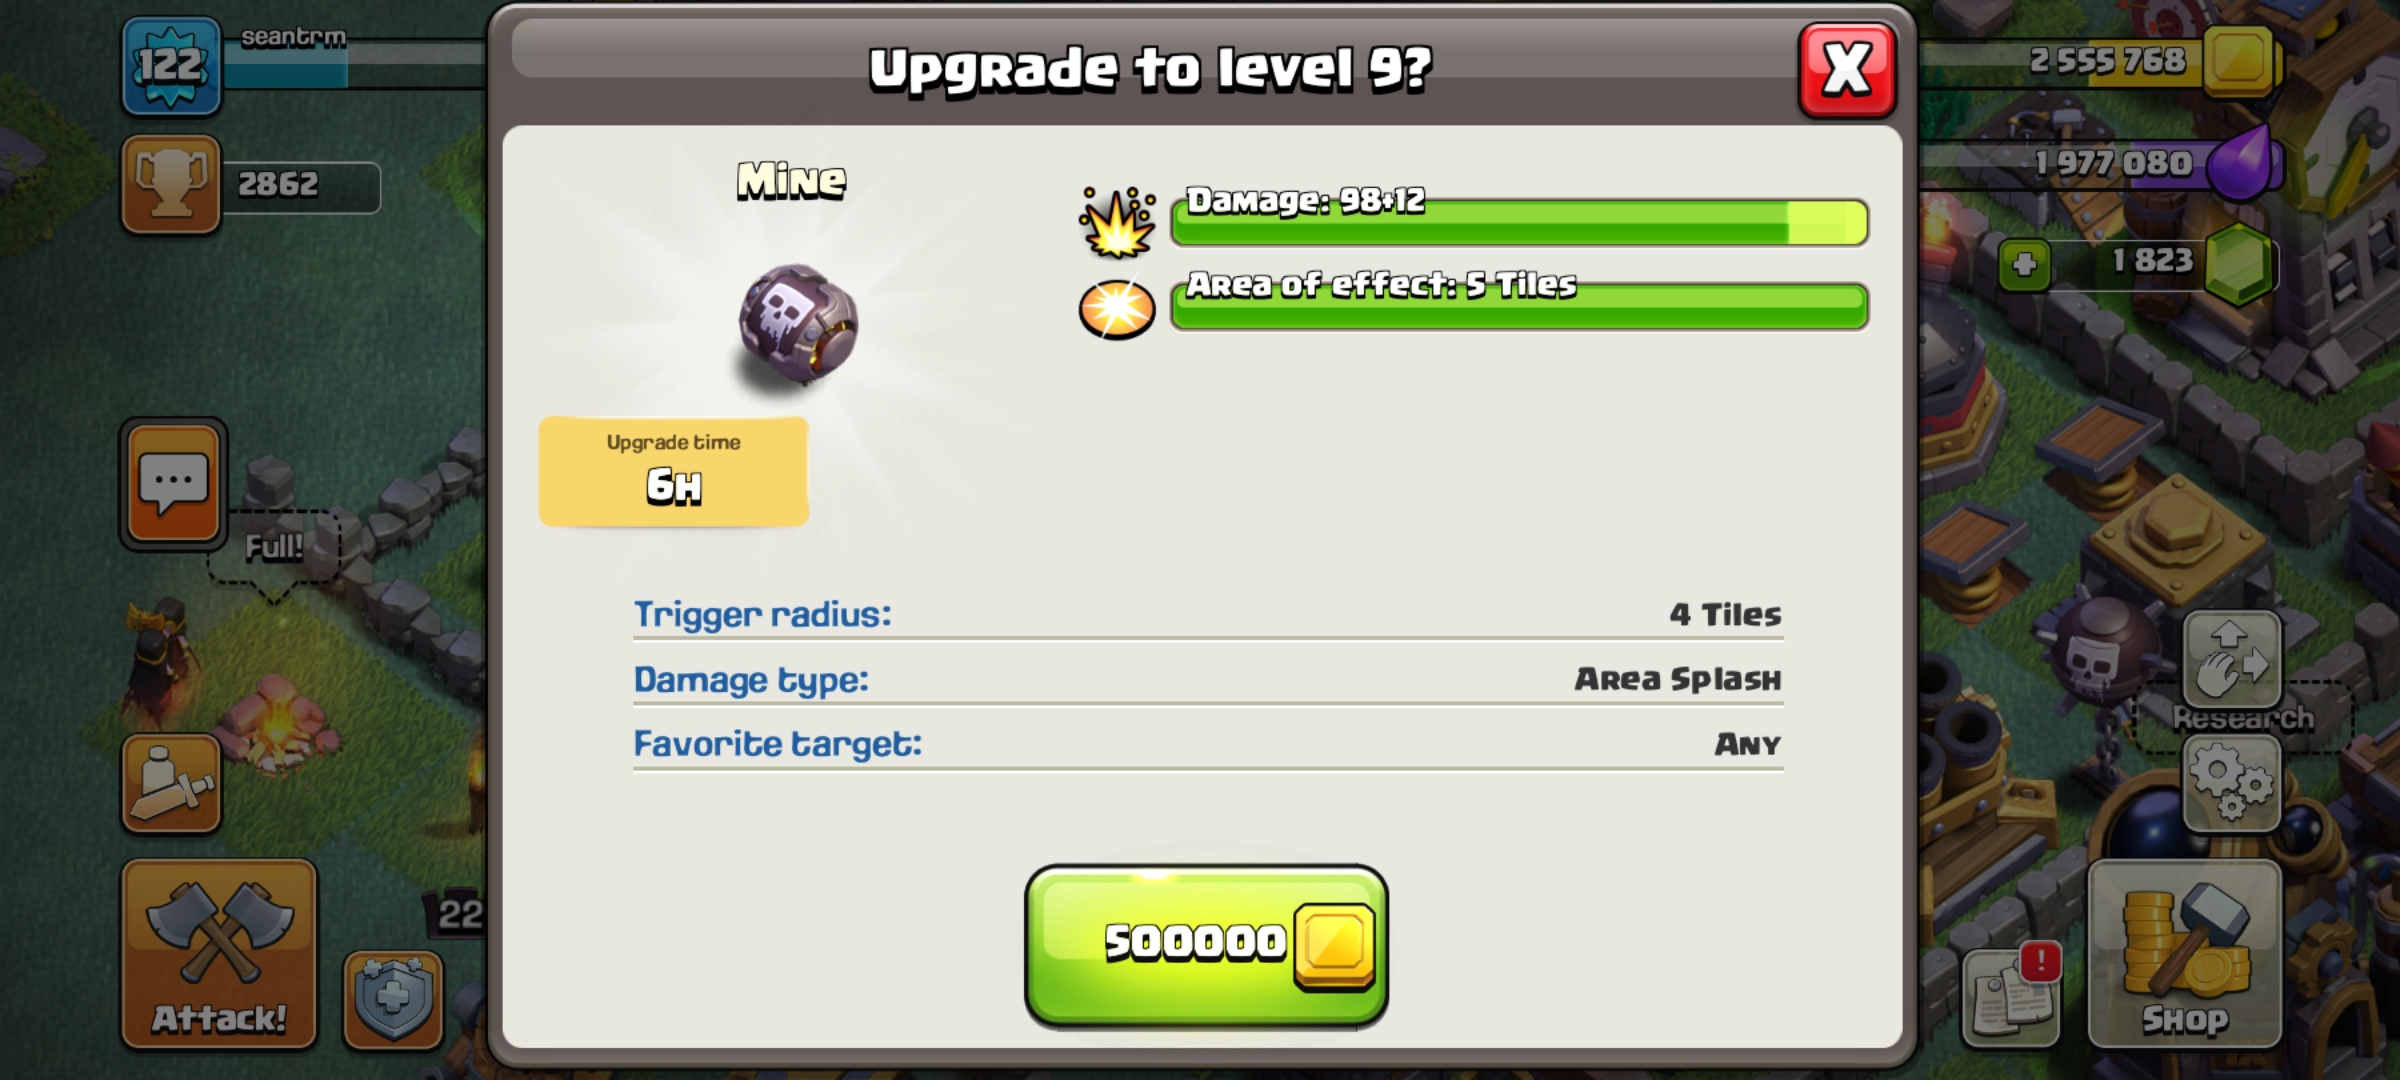 122
seantrm
2862
Full!
22
Attack!
Upgrade to level 9?
X
Mine
Damage: 98+12
Area of effect: 5 Tiles
Upgrade time
6H
Trigger radius: 4 Tiles
Damage type: Area Splash
Favorite target: Any
500000
2 555 768
1 977 080
1 823
Research
!
Shop